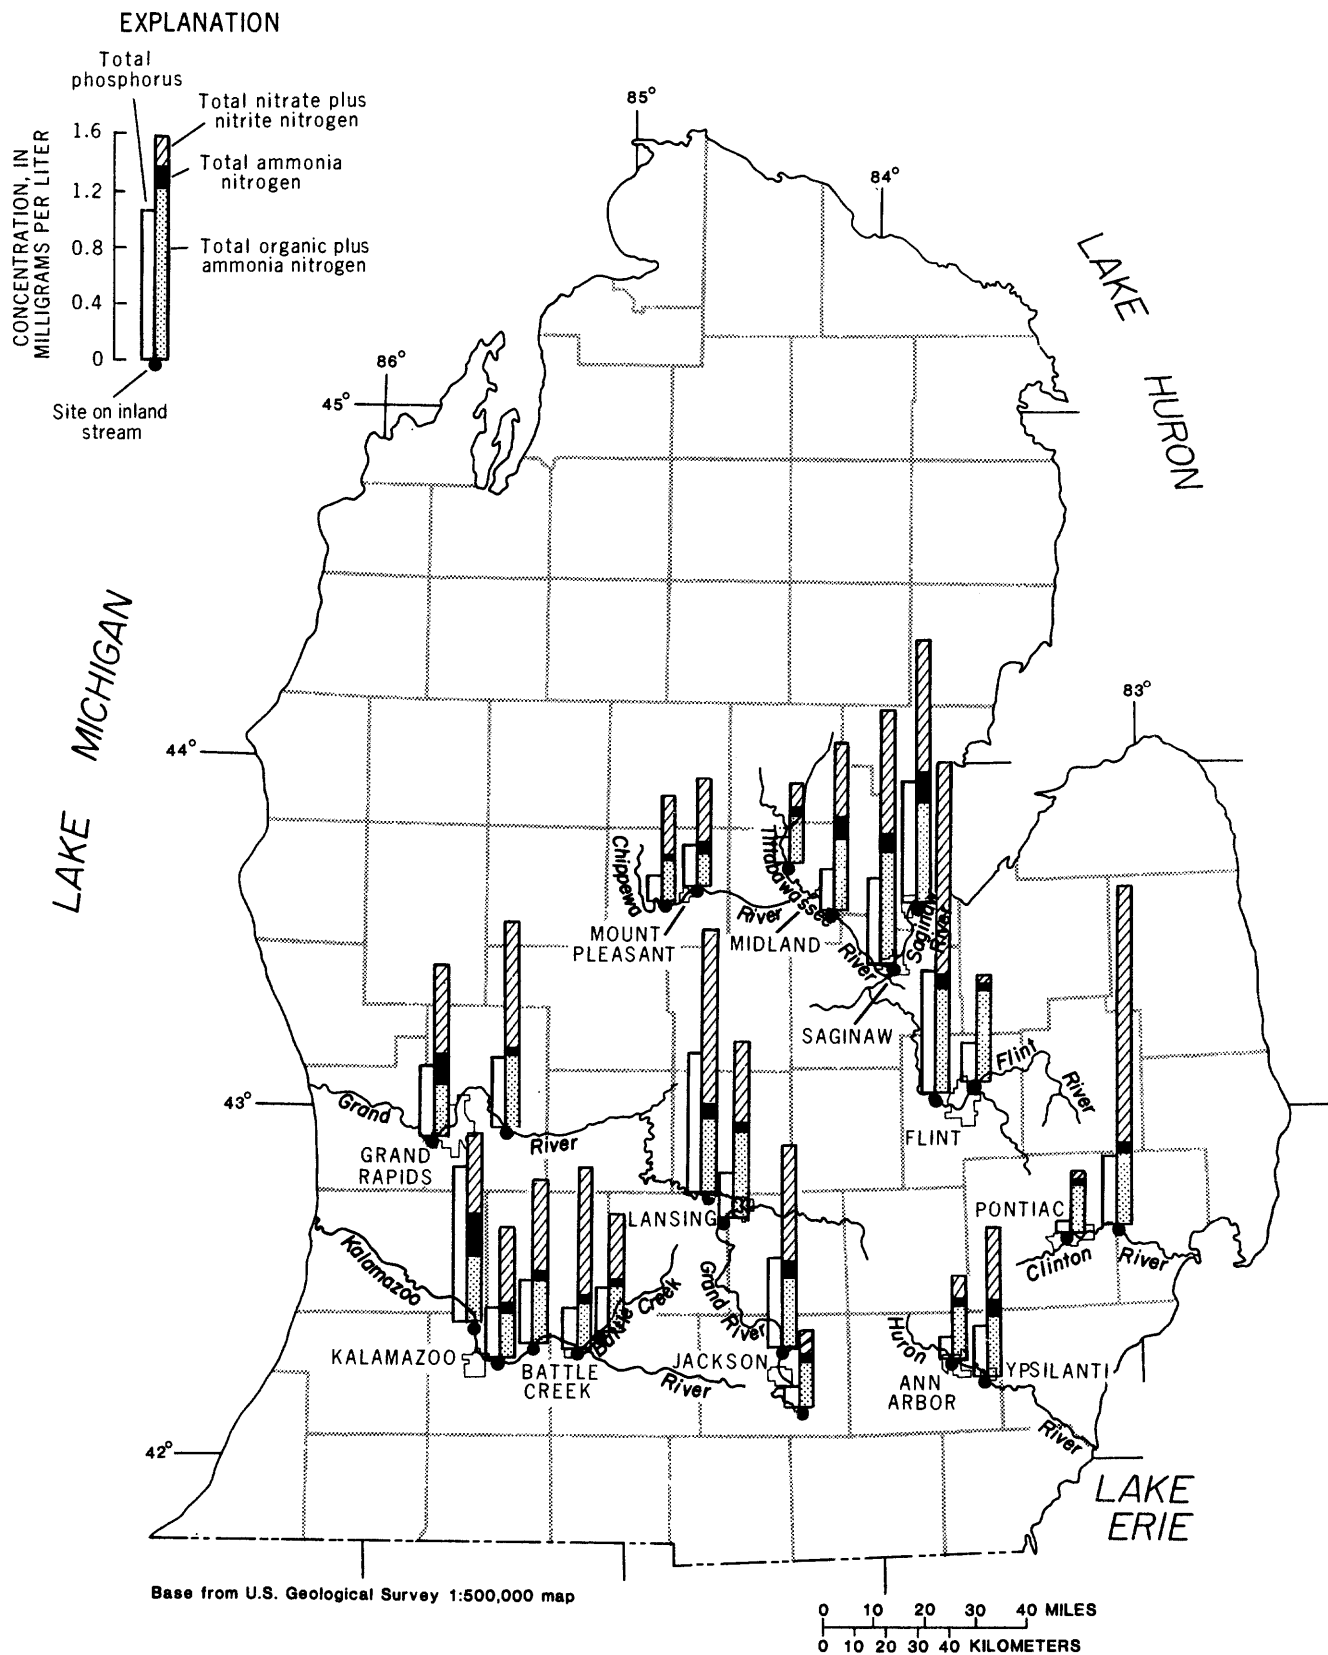 EXPLANATION
Total
phosphorus
Total nitrate plus
nitrite nitrogen
Total ammonia
nitrogen
Total organic plus
ammonia nitrogen
CONCENTRATION, IN
MILLIGRAMS PER LITER
1.6
1.2
0.8
0.4
0
Site on inland
stream
85°
84°
86°
45°
83°
44°
43°
42°
LAKE
HURON
LAKE MICHIGAN
Chippewa
River
MOUNT
PLEASANT
Tittabawassee
River
MIDLAND
Saginaw
River
SAGINAW
Flint
River
FLINT
Grand
River
GRAND
RAPIDS
LANSING
Grand River
PONTIAC
Clinton
River
Kalamazoo
River
KALAMAZOO
Battle Creek
BATTLE
CREEK
JACKSON
Huron
River
ANN
ARBOR
YPSILANTI
LAKE
ERIE
Base from U.S. Geological Survey 1:500,000 map
0 10 20 30 40 MILES
0 10 20 30 40 KILOMETERS